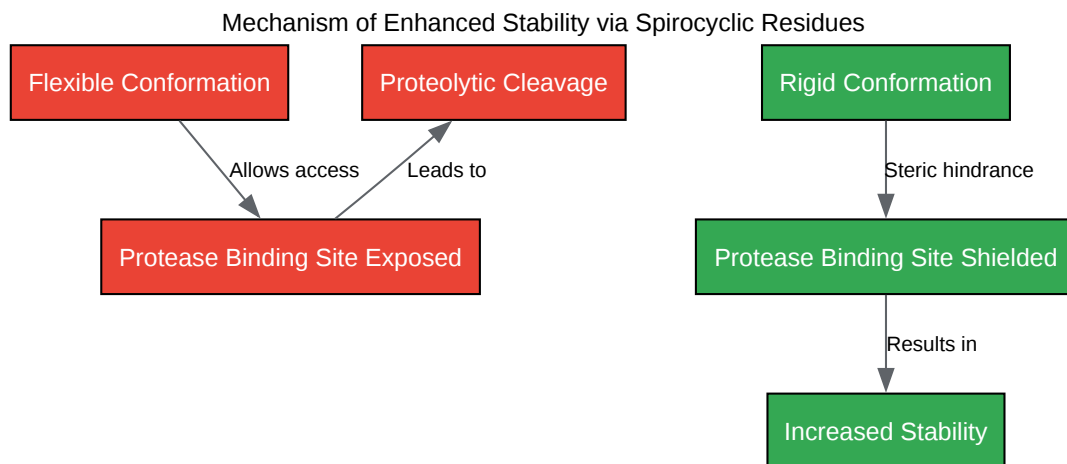 Mechanism of Enhanced Stability via Spirocyclic Residues
Flexible Conformation
Proteolytic Cleavage
Rigid Conformation
Allows access
Leads to
Steric hindrance
Protease Binding Site Exposed
Protease Binding Site Shielded
Results in
Increased Stability